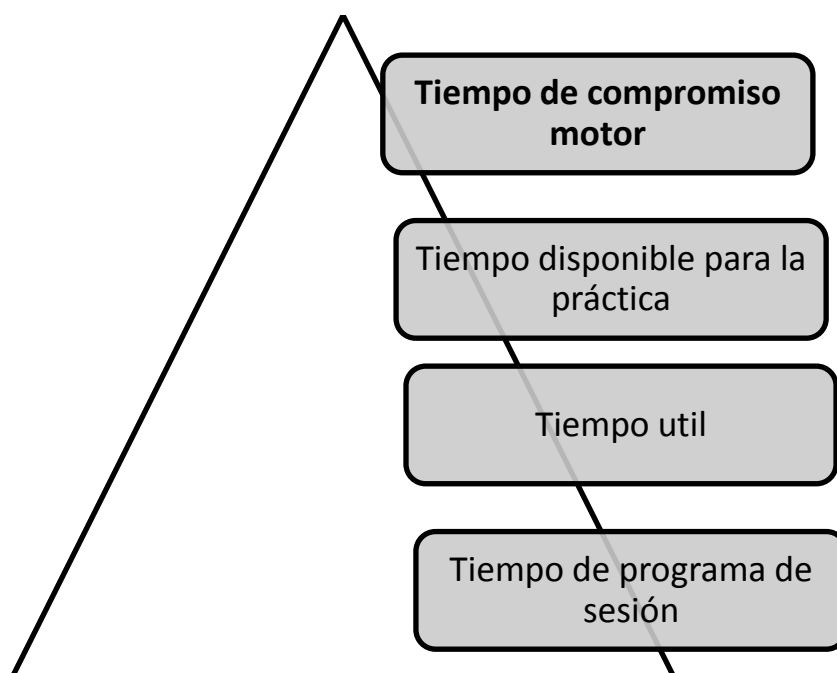 Tiempo de compromiso
motor
Tiempo disponible para la
práctica
Tiempo util
Tiempo de programa de
sesión